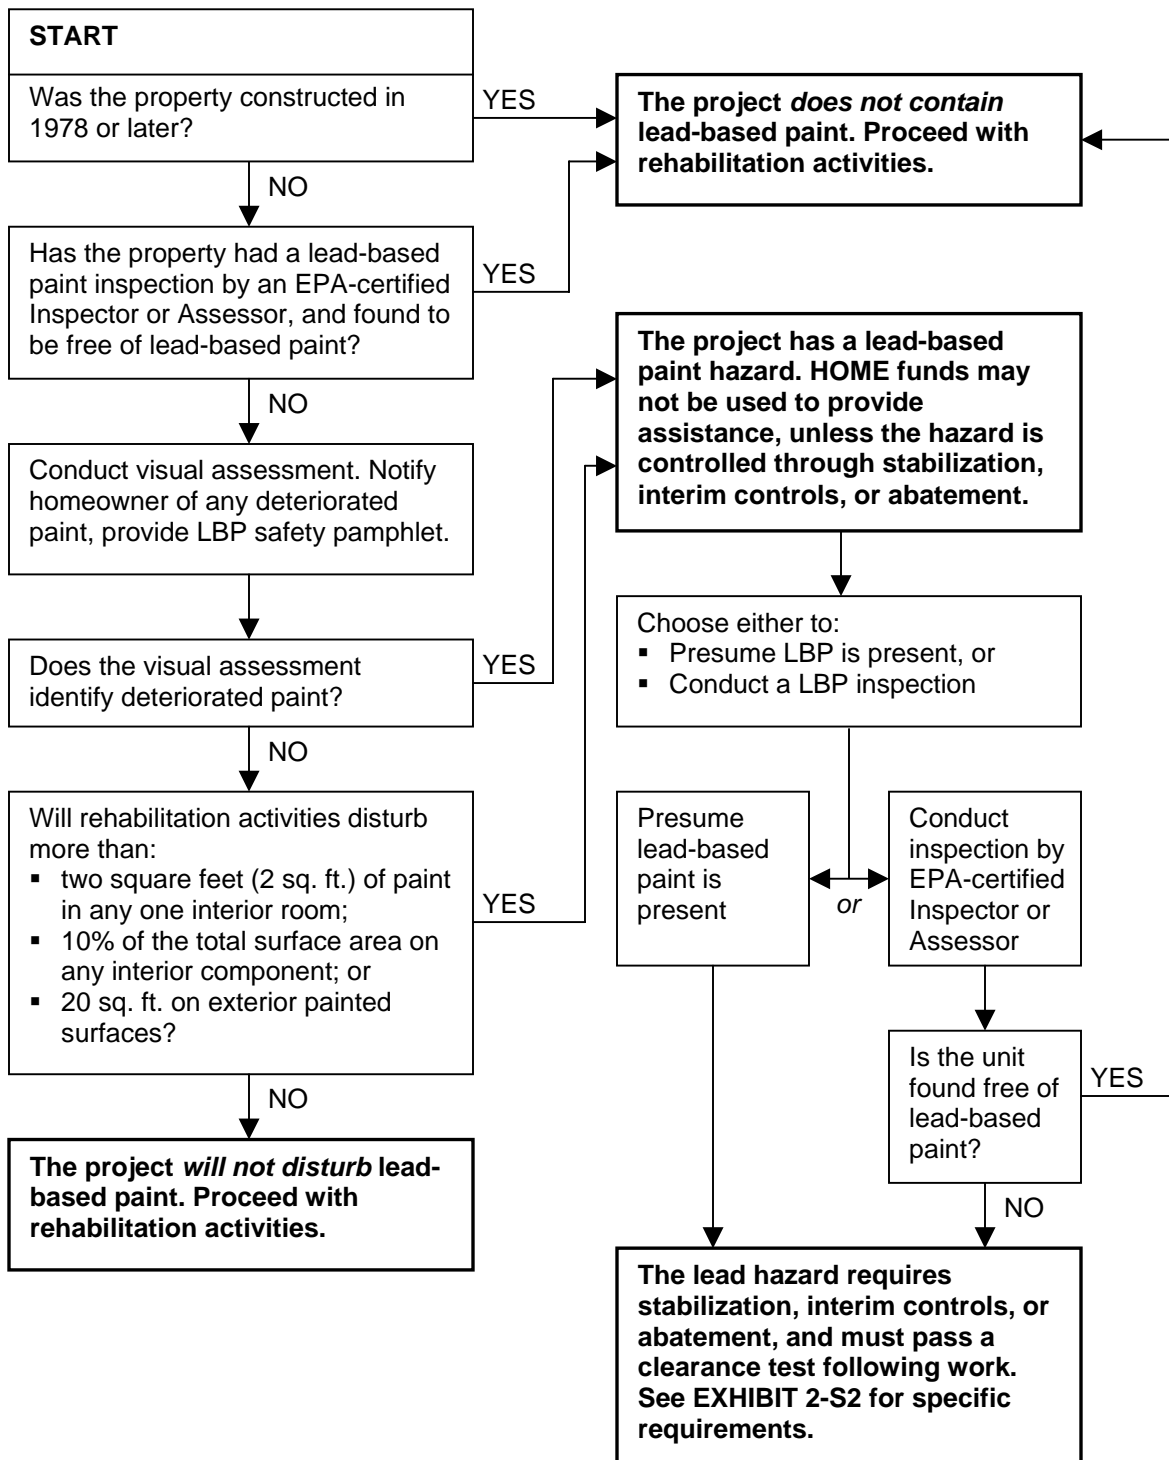 START
Was the property constructed in
1978 or later?
YES
NO
The project does not contain
lead-based paint. Proceed with
rehabilitation activities.
Has the property had a lead-based
paint inspection by an EPA-certified
Inspector or Assessor, and found to
be free of lead-based paint?
YES
NO
Conduct visual assessment. Notify
homeowner of any deteriorated
paint, provide LBP safety pamphlet.
Does the visual assessment
identify deteriorated paint?
YES
NO
Will rehabilitation activities disturb
more than:
▪ two square feet (2 sq. ft.) of paint
in any one interior room;
▪ 10% of the total surface area on
any interior component; or
▪ 20 sq. ft. on exterior painted
surfaces?
YES
NO
The project will not disturb lead-
based paint. Proceed with
rehabilitation activities.
The project has a lead-based
paint hazard. HOME funds may
not be used to provide
assistance, unless the hazard is
controlled through stabilization,
interim controls, or abatement.
Choose either to:
▪ Presume LBP is present, or
▪ Conduct a LBP inspection
Presume
lead-based
paint is
present
or
Conduct
inspection by
EPA-certified
Inspector or
Assessor
Is the unit
found free of
lead-based
paint?
YES
NO
The lead hazard requires
stabilization, interim controls, or
abatement, and must pass a
clearance test following work.
See EXHIBIT 2-S2 for specific
requirements.